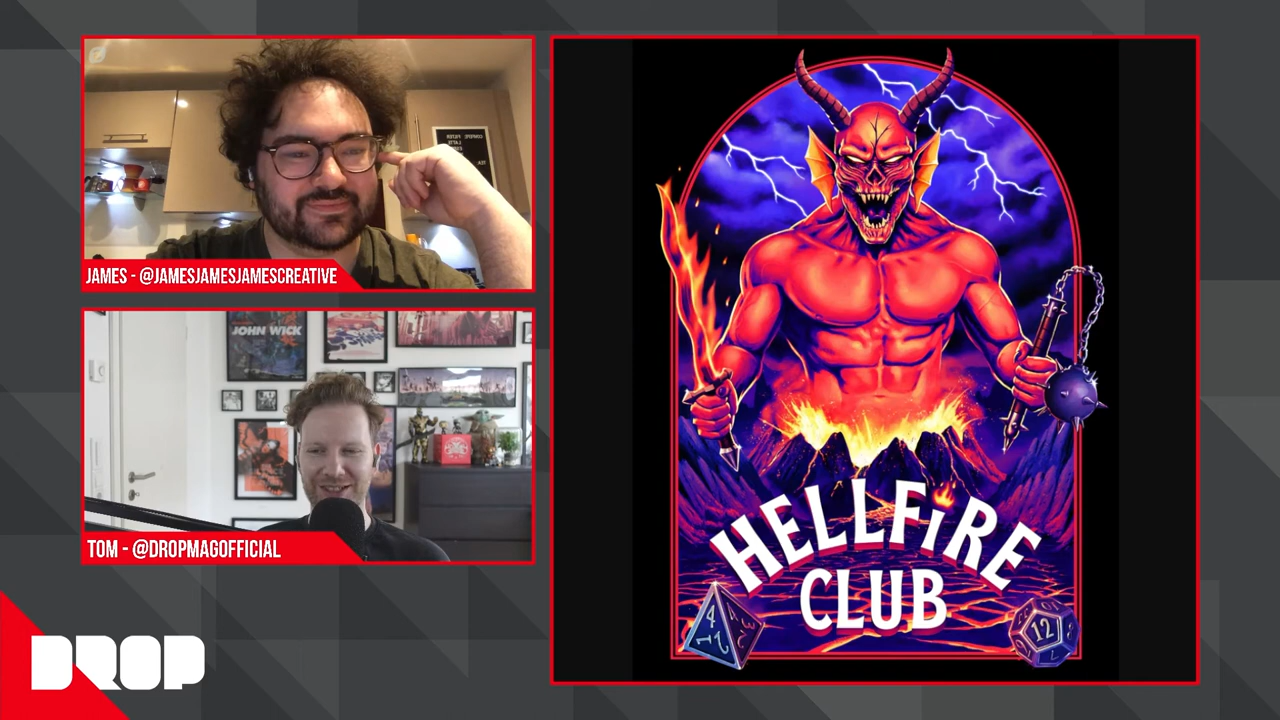 JAMES - @JAMESJAMESJAMESCREATIVE
JOHN WICK
TOM - @DROPMAGOFFICIAL
DROP
HELLFiRE
CLUB
4
12